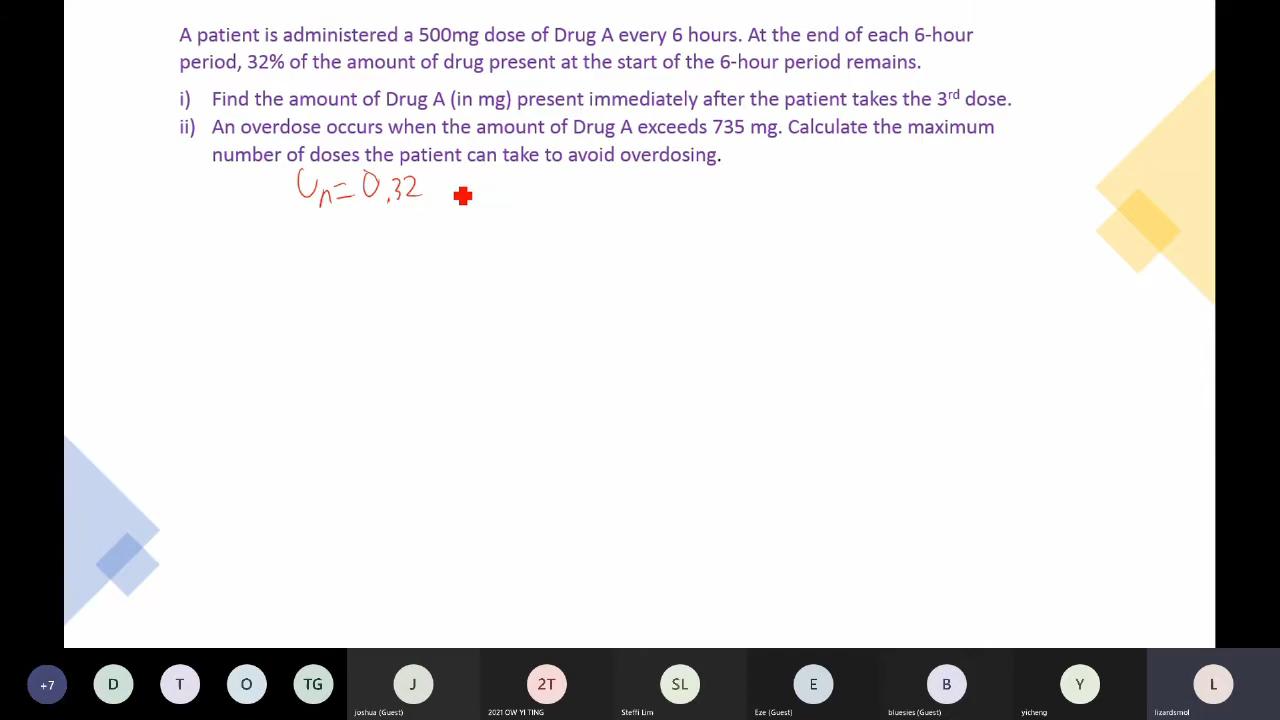 A patient is administered a 500mg dose of Drug A every 6 hours. At the end of each 6-hour
period, 32% of the amount of drug present at the start of the 6-hour period remains.
i) Find the amount of Drug A (in mg) present immediately after the patient takes the 3rd dose.
ii) An overdose occurs when the amount of Drug A exceeds 735 mg. Calculate the maximum
number of doses the patient can take to avoid overdosing.
Un=0.32
+7 D T O TG J 2T SL E B Y L
joshua (Guest) 2021 OW YI TING Steffi Lim Eze (Guest) bluesies (Guest) yicheng lizardsmol